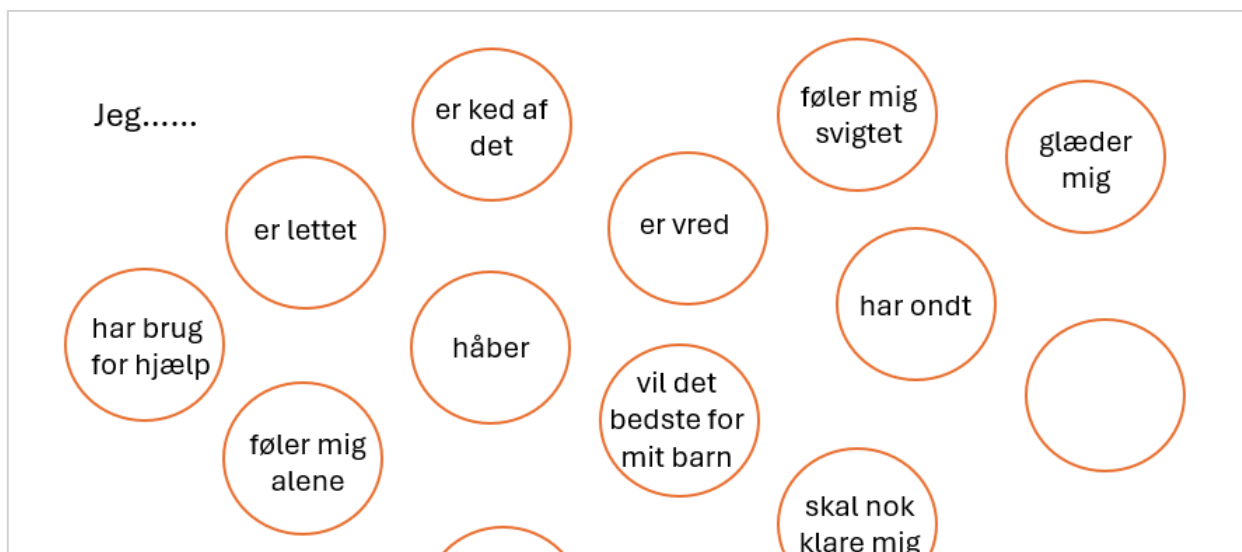 Jeg......
er ked af
det
føler mig
svigtet
glæder
mig
er lettet
er vred
har ondt
har brug
for hjælp
håber
vil det
bedste for
mit barn
føler mig
alene
skal nok
klare mig